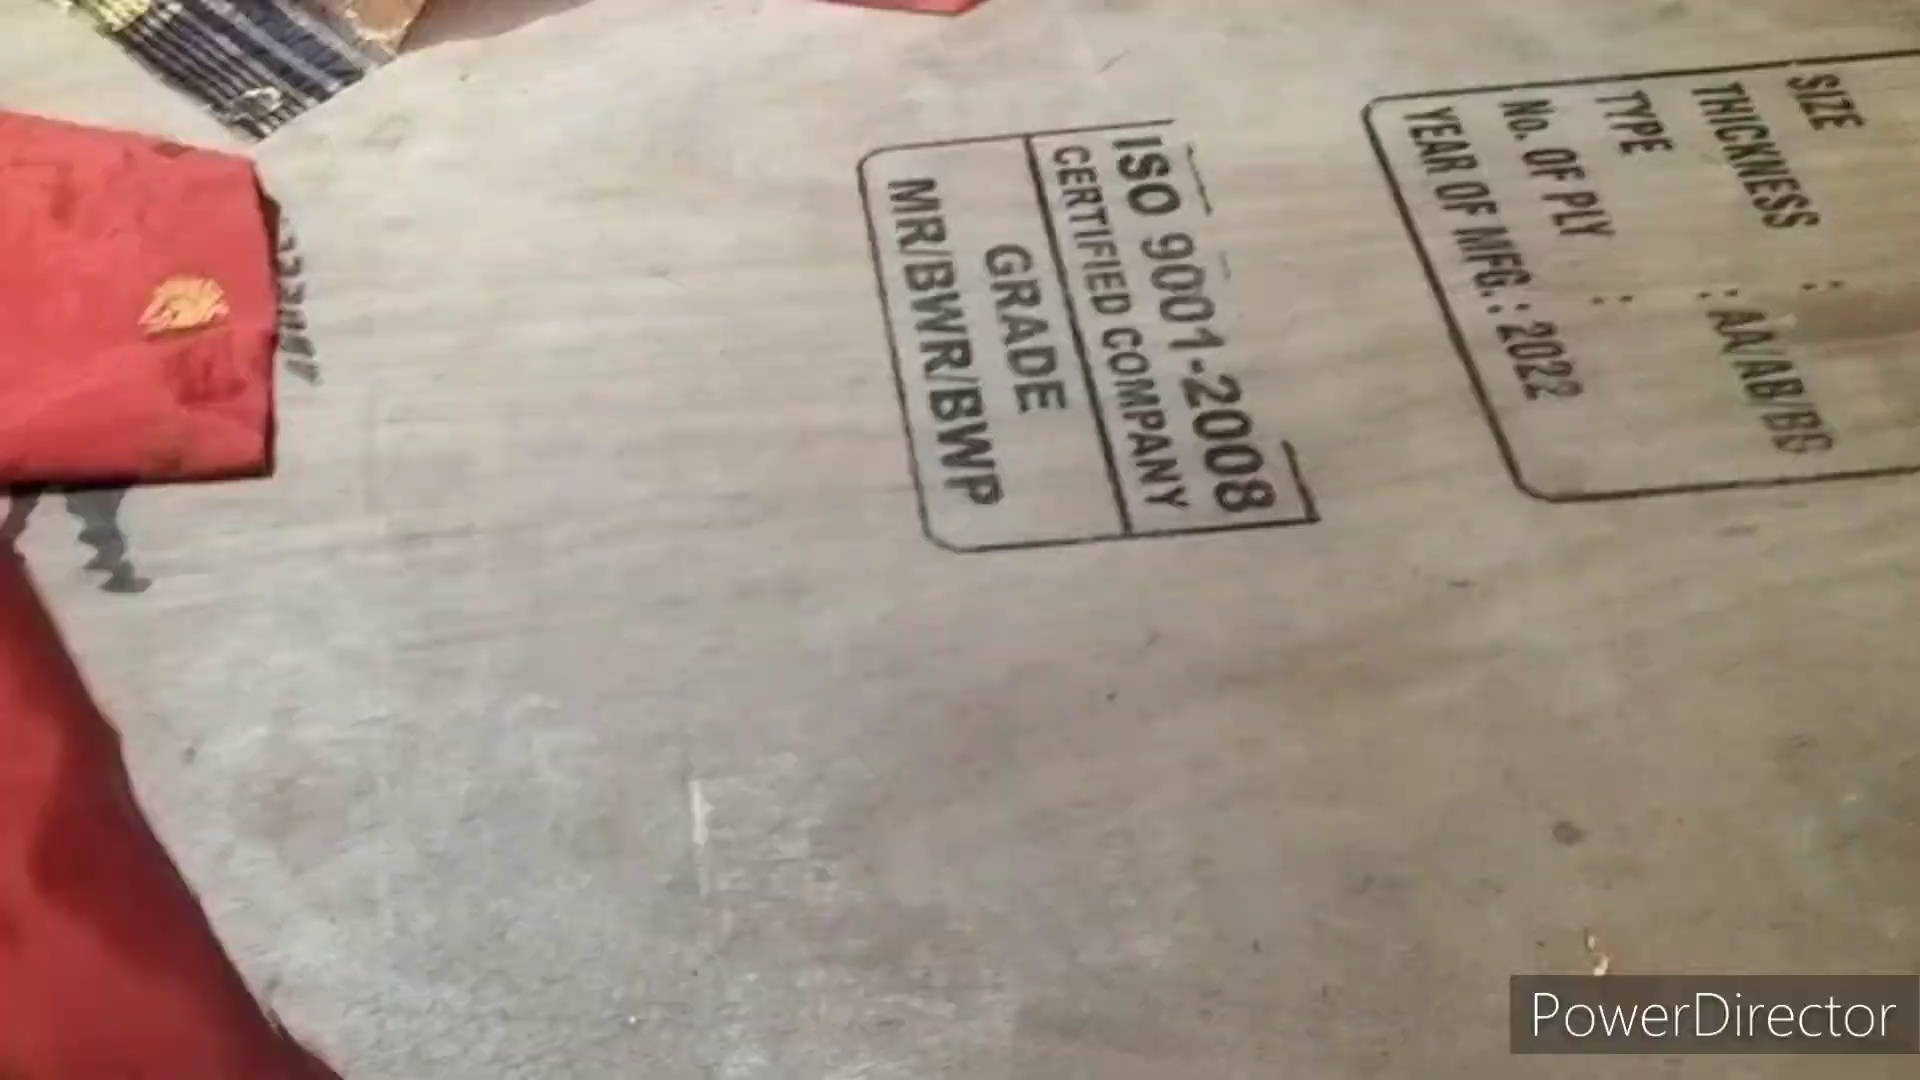 SIZE
THICKNESS :
TYPE : AA/AB/BB
No. OF PLY :
YEAR OF MFG. : 2022
ISO 9001-2008
CERTIFIED COMPANY
GRADE
MR/BWR/BWP
PowerDirector